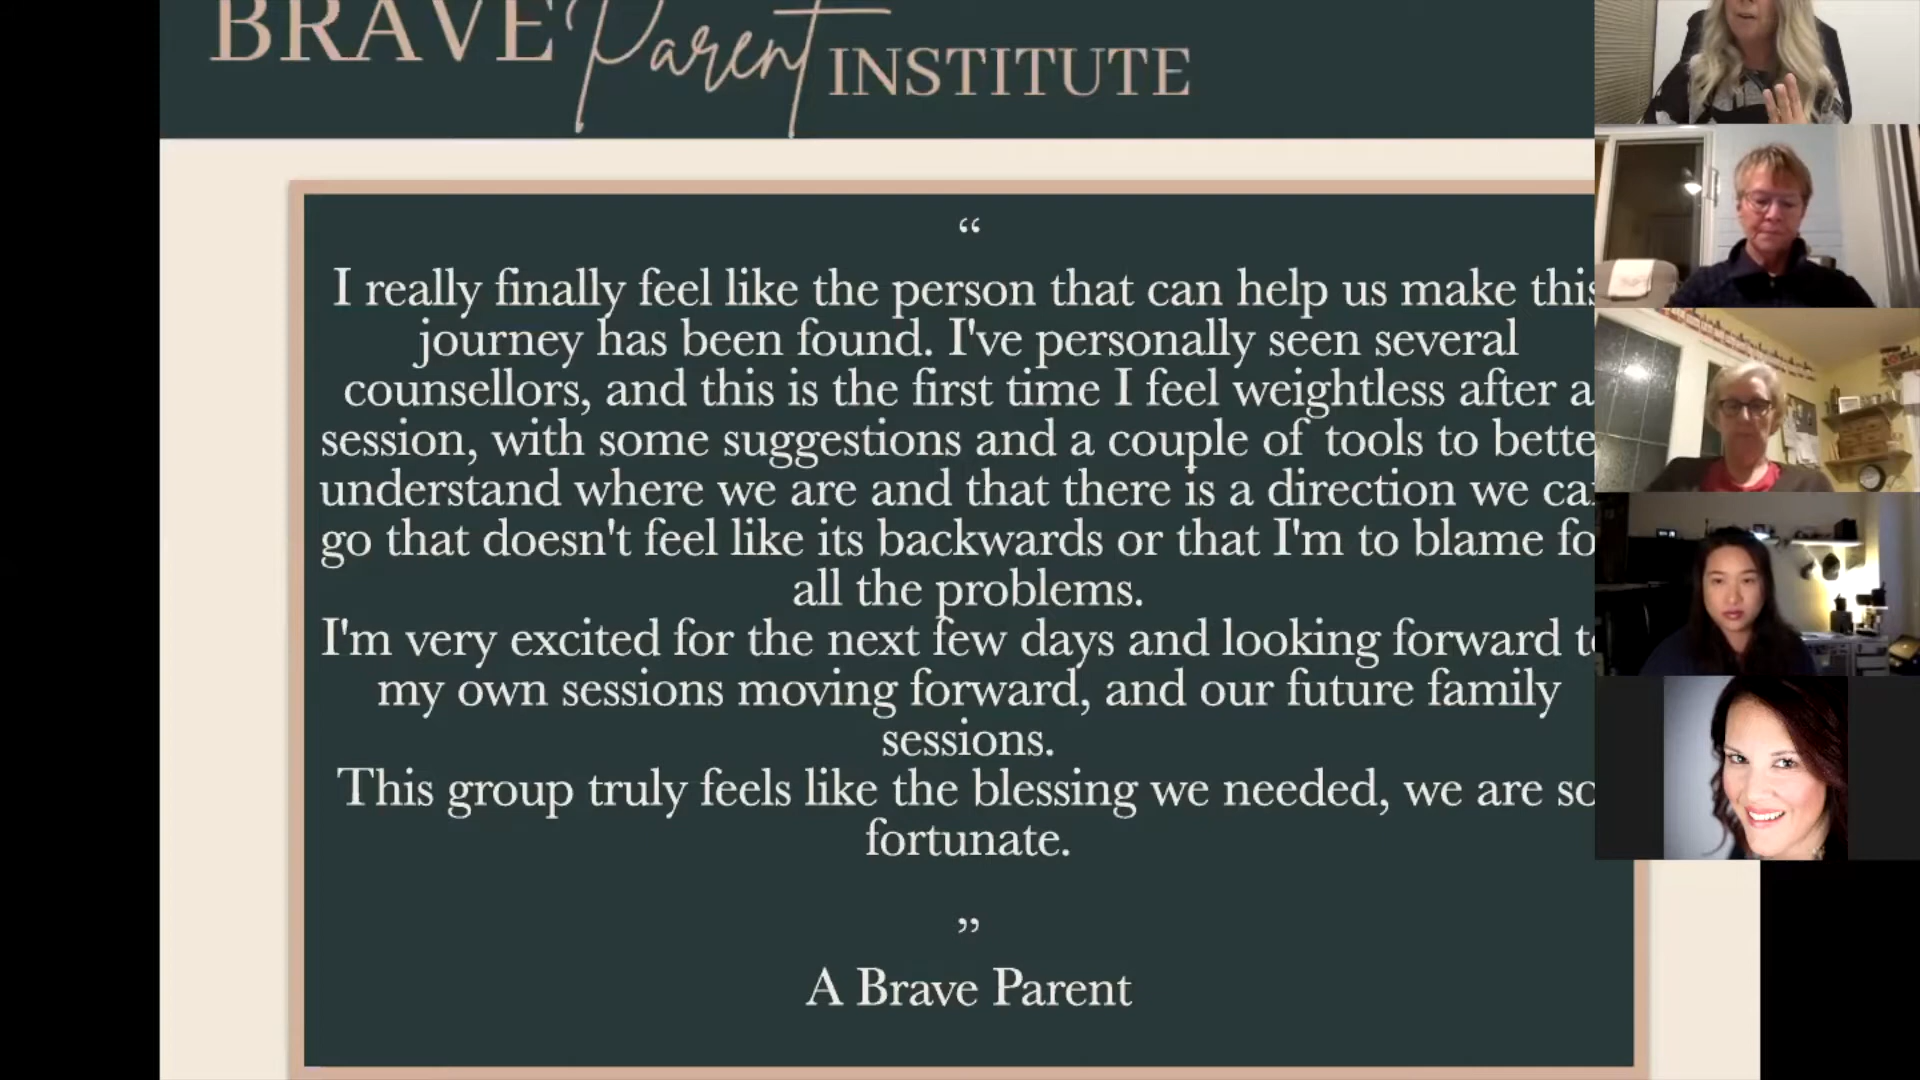 BRAVE Parent INSTITUTE
“
I really finally feel like the person that can help us make this
journey has been found. I've personally seen several
counsellors, and this is the first time I feel weightless after a
session, with some suggestions and a couple of tools to bette
understand where we are and that there is a direction we ca
go that doesn't feel like its backwards or that I'm to blame fo
all the problems.
I'm very excited for the next few days and looking forward to
my own sessions moving forward, and our future family
sessions.
This group truly feels like the blessing we needed, we are so
fortunate.
”
A Brave Parent